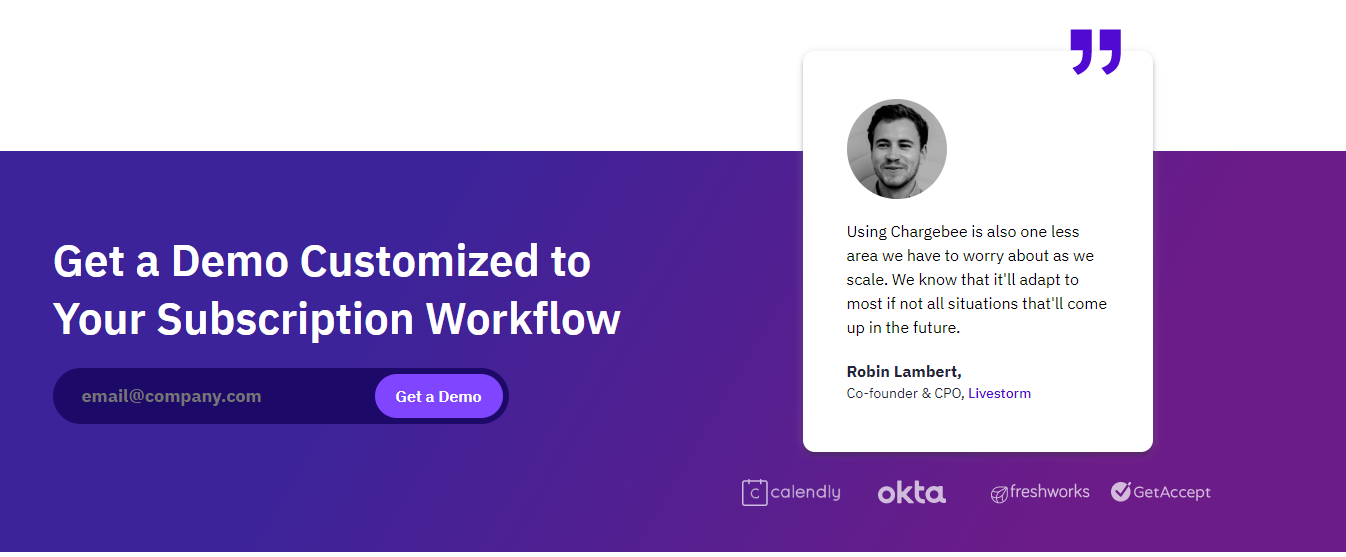 Get a Demo Customized to
Your Subscription Workflow
email@company.com
Get a Demo
Using Chargebee is also one less
area we have to worry about as we
scale. We know that it'll adapt to
most if not all situations that'll come
up in the future.
Robin Lambert,
Co-founder & CPO, Livestorm
calendly
okta
freshworks
GetAccept